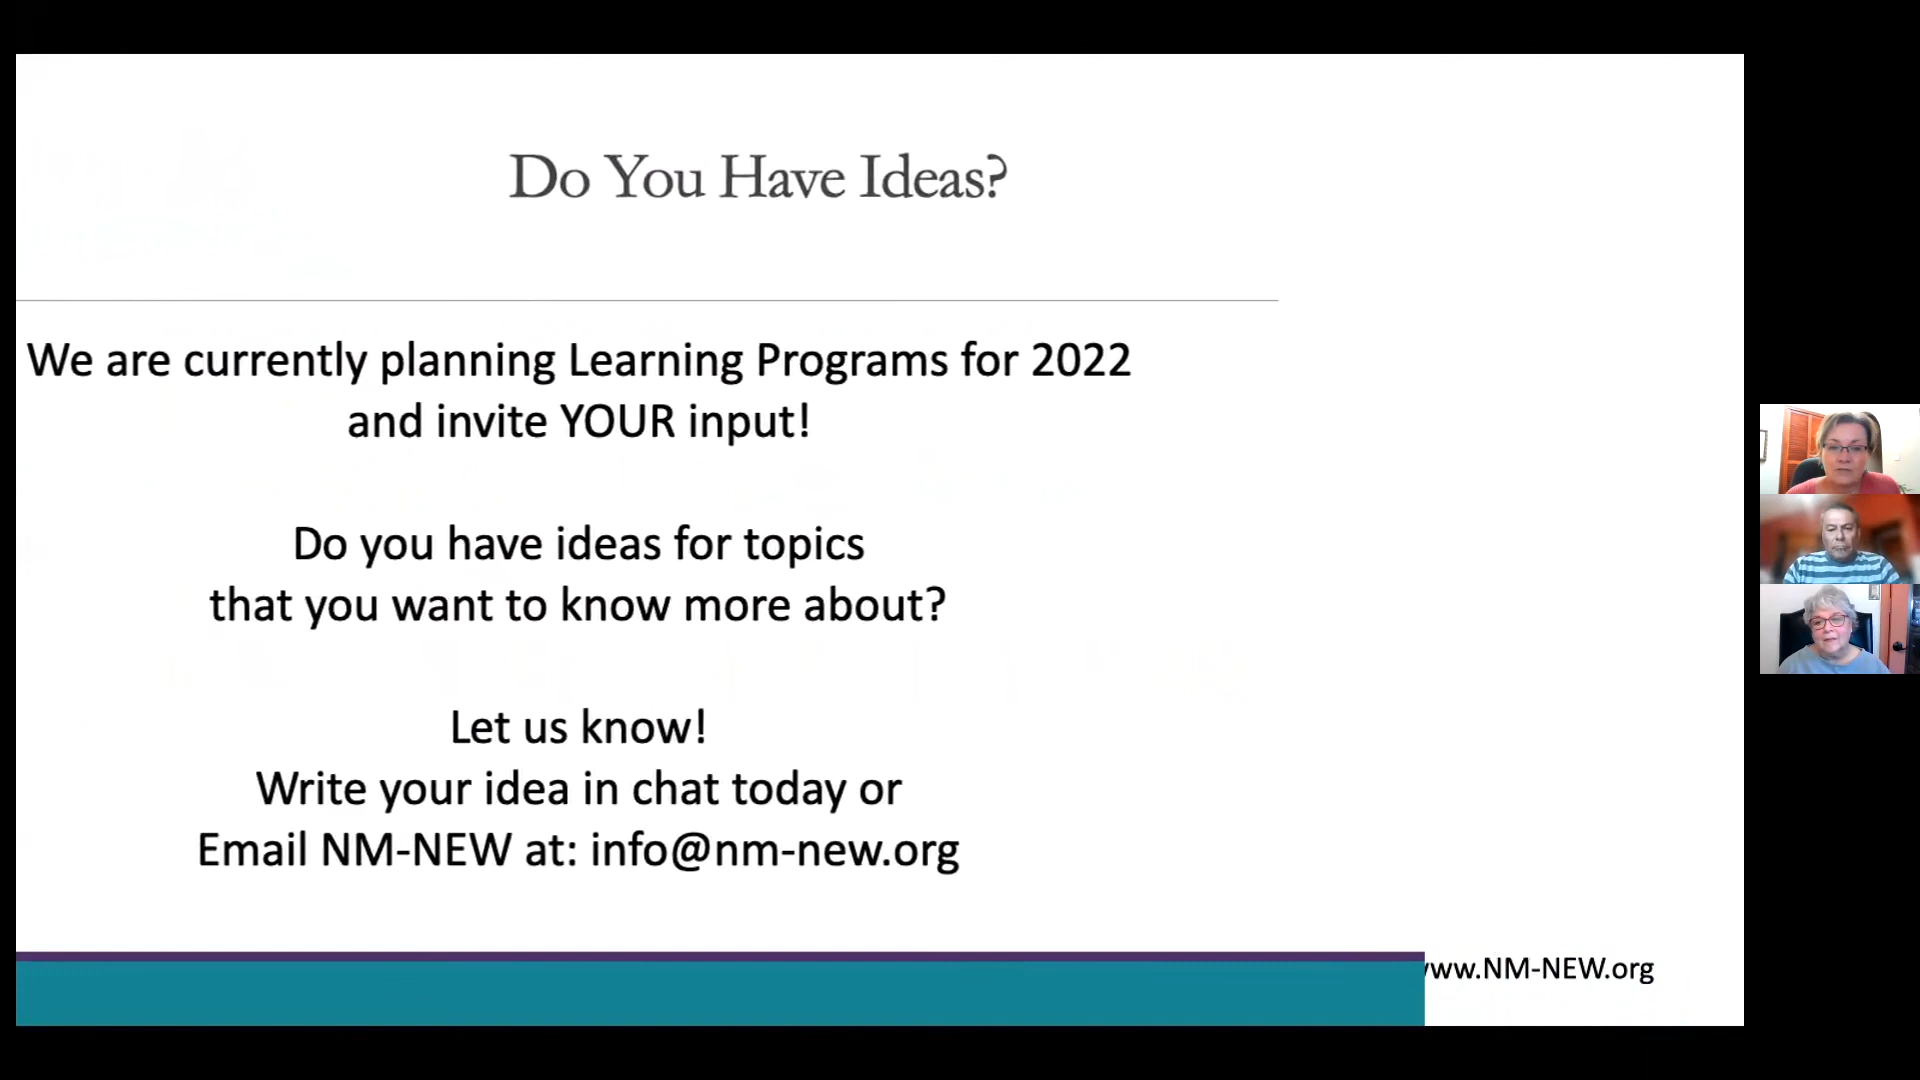 Do You Have Ideas?
We are currently planning Learning Programs for 2022
and invite YOUR input!
Do you have ideas for topics
that you want to know more about?
Let us know!
Write your idea in chat today or
Email NM-NEW at: info@nm-new.org
www.NM-NEW.org